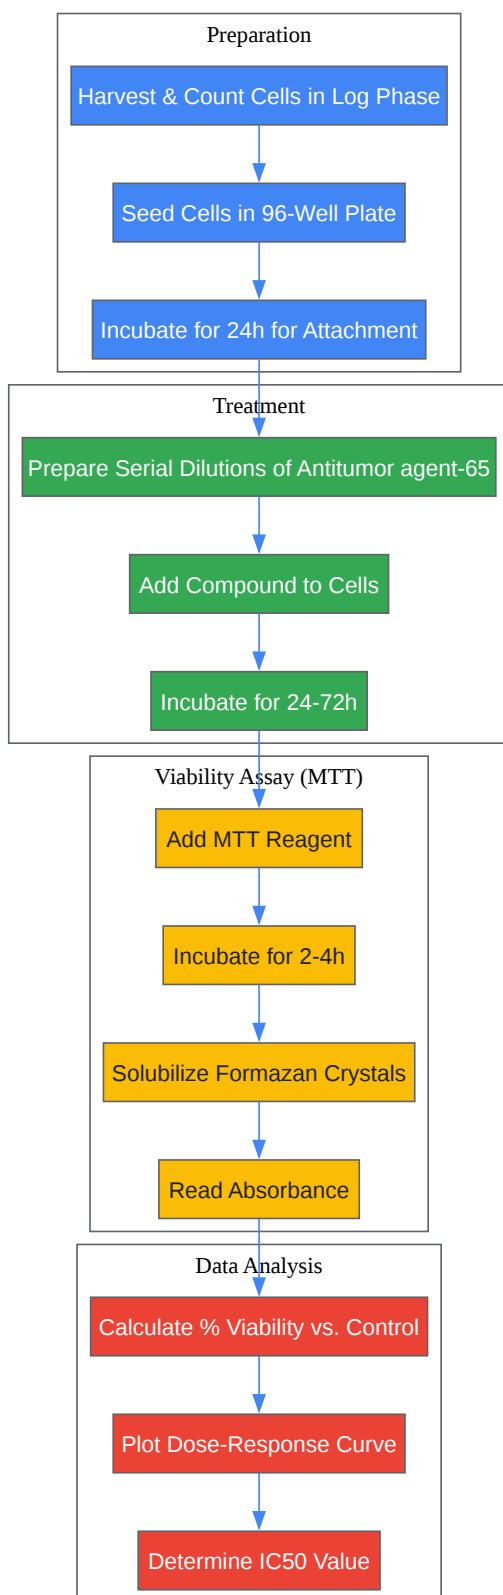 Preparation
Harvest & Count Cells in Log Phase
Seed Cells in 96-Well Plate
Incubate for 24h for Attachment
Treatment
Prepare Serial Dilutions of Antitumor agent-65
Add Compound to Cells
Incubate for 24-72h
Viability Assay (MTT)
Add MTT Reagent
Incubate for 2-4h
Solubilize Formazan Crystals
Read Absorbance
Data Analysis
Calculate % Viability vs. Control
Plot Dose-Response Curve
Determine IC50 Value